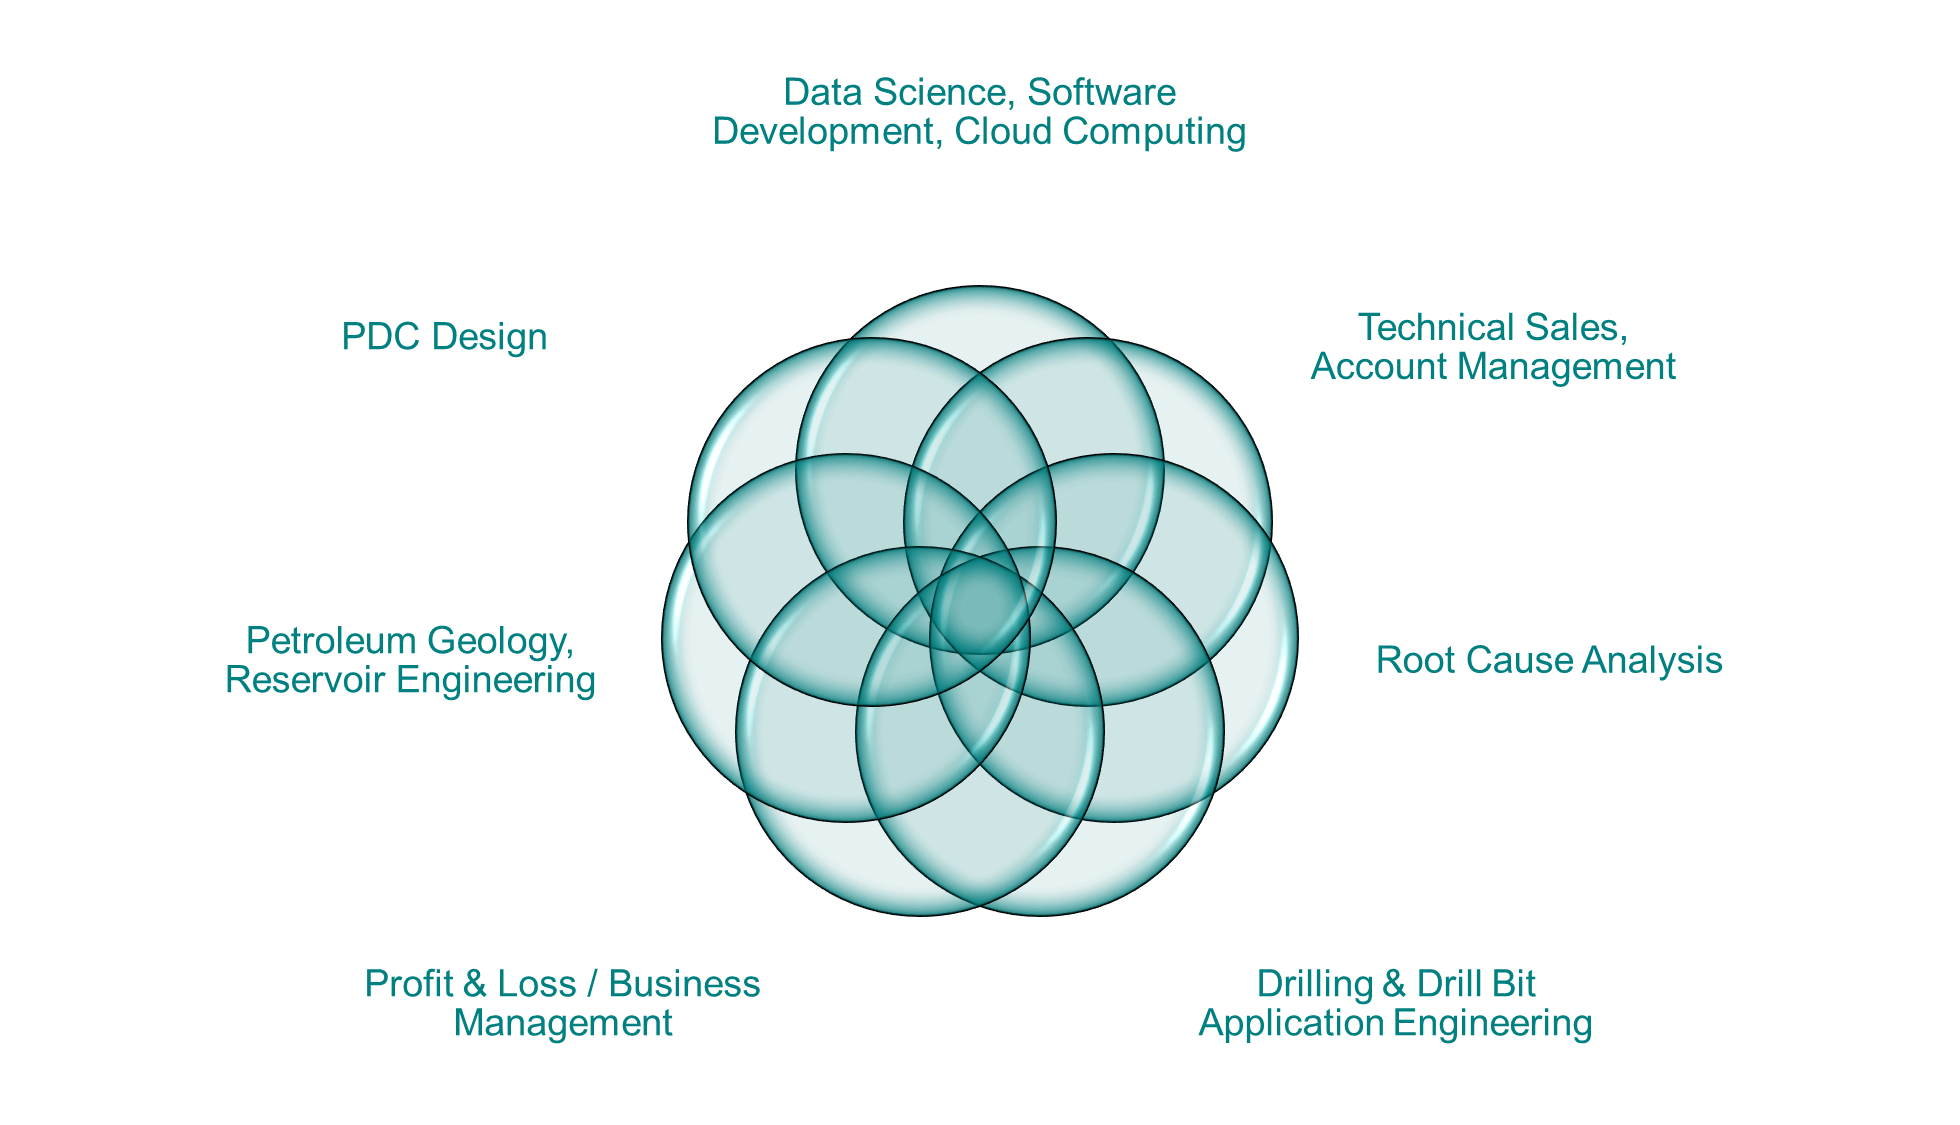 Data Science, Software
Development, Cloud Computing
PDC Design
Technical Sales,
Account Management
Petroleum Geology,
Reservoir Engineering
Root Cause Analysis
Profit & Loss / Business
Management
Drilling & Drill Bit
Application Engineering